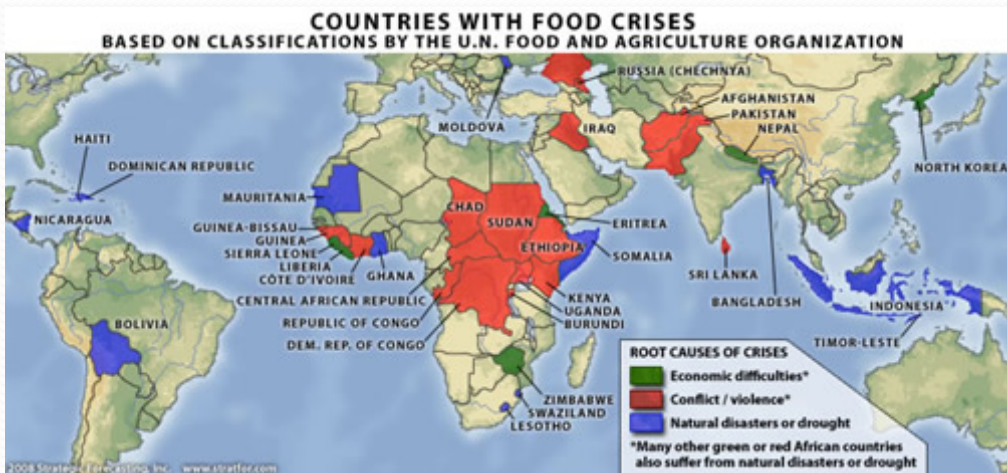 COUNTRIES WITH FOOD CRISES
BASED ON CLASSIFICATIONS BY THE U.N. FOOD AND AGRICULTURE ORGANIZATION
RUSSIA (CHECHNYA)
AFGHANISTAN
PAKISTAN
NEPAL
IRAQ
MOLDOVA
HAITI
DOMINICAN REPUBLIC
NORTH KOREA
MAURITANIA
NICARAGUA
CHAD
SUDAN
ERITREA
GUINEA-BISSAU
GUINEA
SIERRA LEONE
LIBERIA
CÔTE D'IVOIRE
GHANA
ETHIOPIA
SOMALIA
SRI LANKA
CENTRAL AFRICAN REPUBLIC
KENYA
UGANDA
BURUNDI
BANGLADESH
INDONESIA
REPUBLIC OF CONGO
DEM. REP. OF CONGO
BOLIVIA
TIMOR-LESTE
ZIMBABWE
SWAZILAND
LESOTHO
ROOT CAUSES OF CRISES
Economic difficulties*
Conflict / violence*
Natural disasters or drought
*Many other green or red African countries
also suffer from natural disasters or drought
2008 Strategic Forecasting, Inc. www.stratfor.com